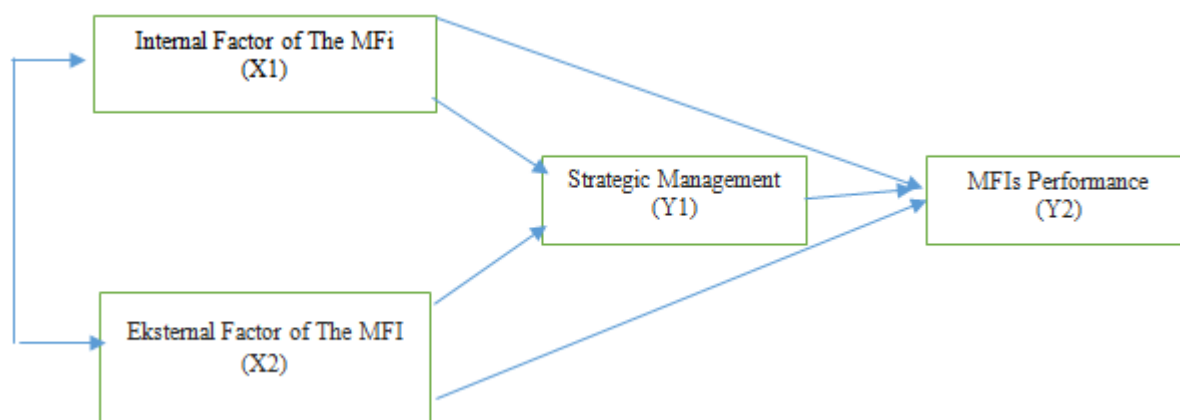 Internal Factor of The MFi
(X1)
Strategic Management
(Y1)
MFIs Performance
(Y2)
Eksternal Factor of The MFI
(X2)